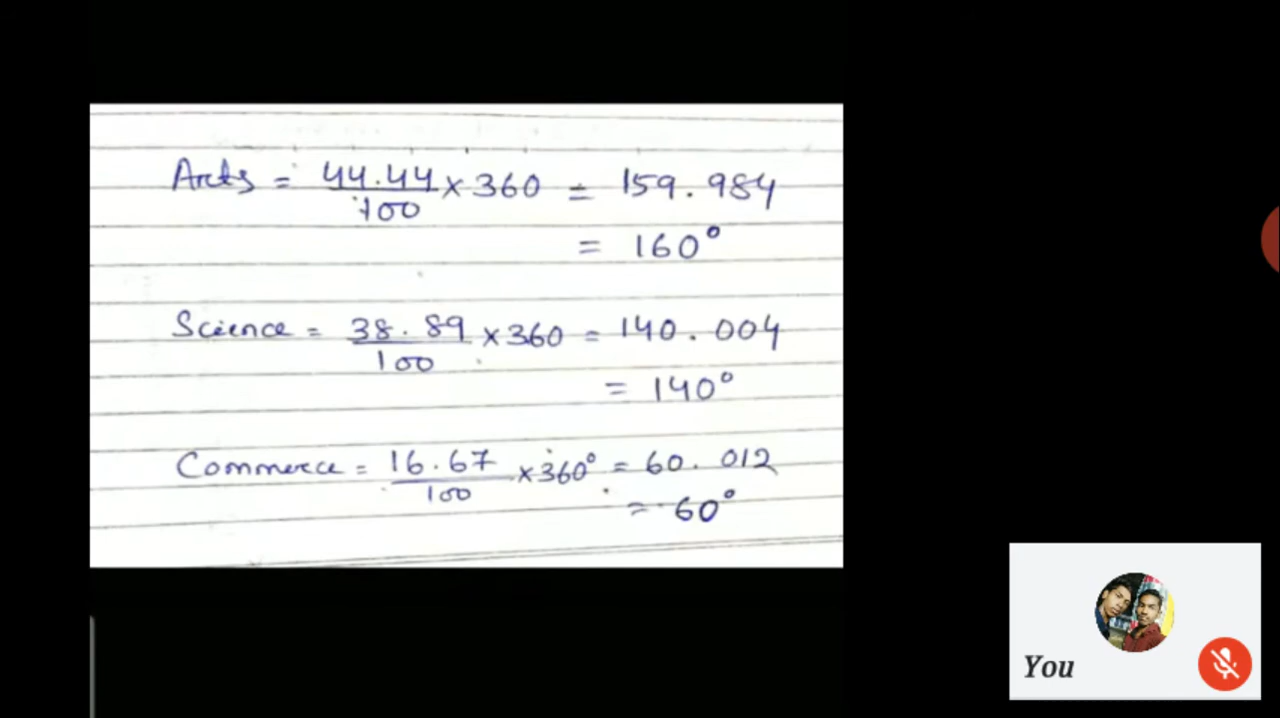 Arts = 44.44/100 × 360 = 159.984
= 160°
Science = 38.89/100 × 360 = 140.004
= 140°
Commerce = 16.67/100 × 360° = 60.012
= 60°
You